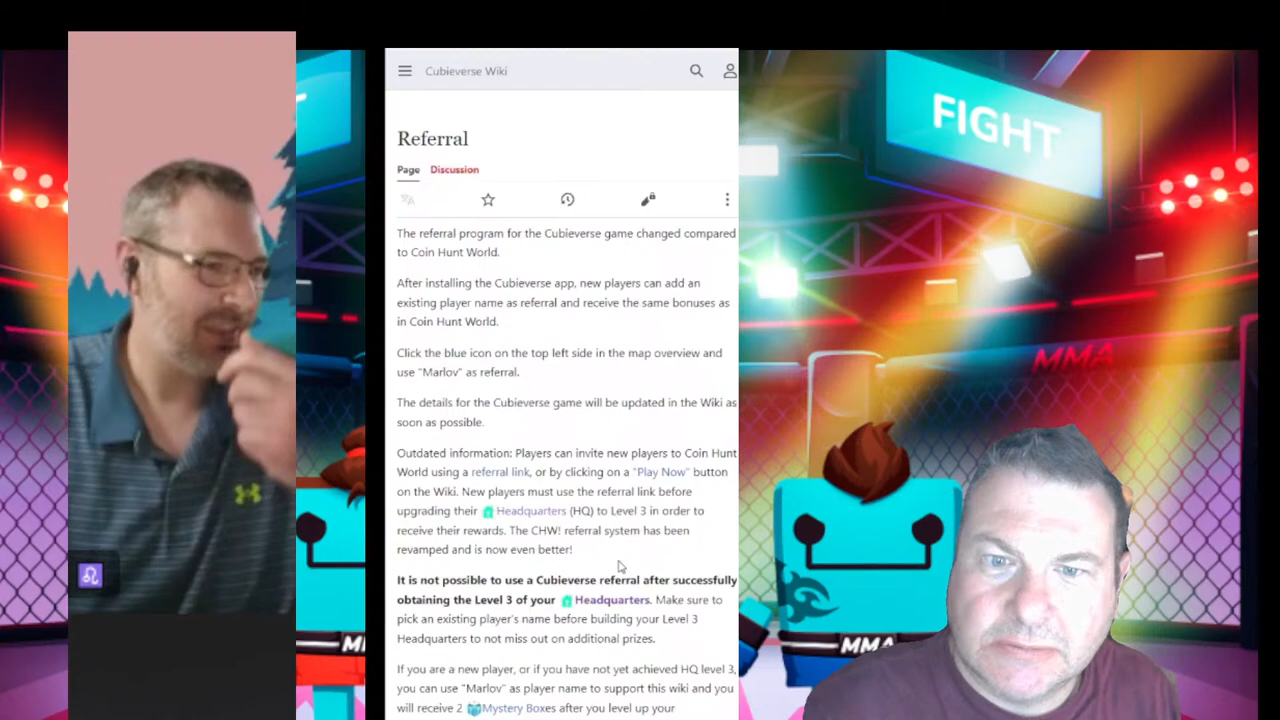 FIGHT
Cubieverse Wiki
Referral
Page Discussion
The referral program for the Cubieverse game changed compared
to Coin Hunt World.
After installing the Cubieverse app, new players can add an
existing player name as referral and receive the same bonuses as
in Coin Hunt World.
Click the blue icon on the top left side in the map overview and
use "Marlov" as referral.
The details for the Cubieverse game will be updated in the Wiki as
soon as possible.
Outdated information: Players can invite new players to Coin Hunt
World using a referral link, or by clicking on a "Play Now" button
on the Wiki. New players must use the referral link before
upgrading their Headquarters (HQ) to Level 3 in order to
receive their rewards. The CHW! referral system has been
revamped and is now even better!
It is not possible to use a Cubieverse referral after successfully
obtaining the Level 3 of your Headquarters. Make sure to
pick an existing player's name before building your Level 3
Headquarters to not miss out on additional prizes.
If you are a new player, or if you have not yet achieved HQ level 3,
you can use "Marlov" as player name to support this wiki and you
will receive 2 Mystery Boxes after you level up your
MMA
MMA